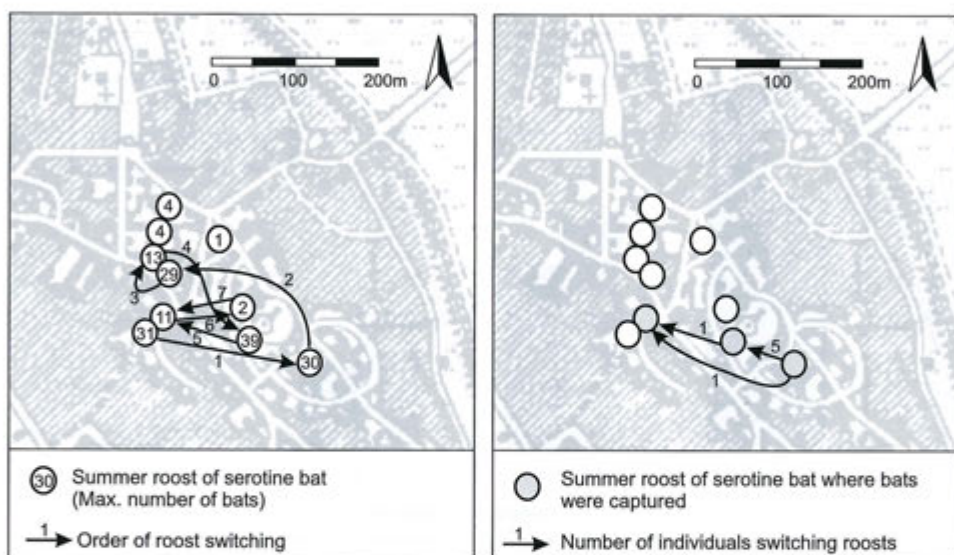 0 100 200m
4
4
1
13
4
29
2
3
7
2
11
6
31
5
39
1
30
30 Summer roost of serotine bat
(Max. number of bats)
1 Order of roost switching
0 100 200m
1
5
1
Summer roost of serotine bat where bats
were captured
1 Number of individuals switching roosts